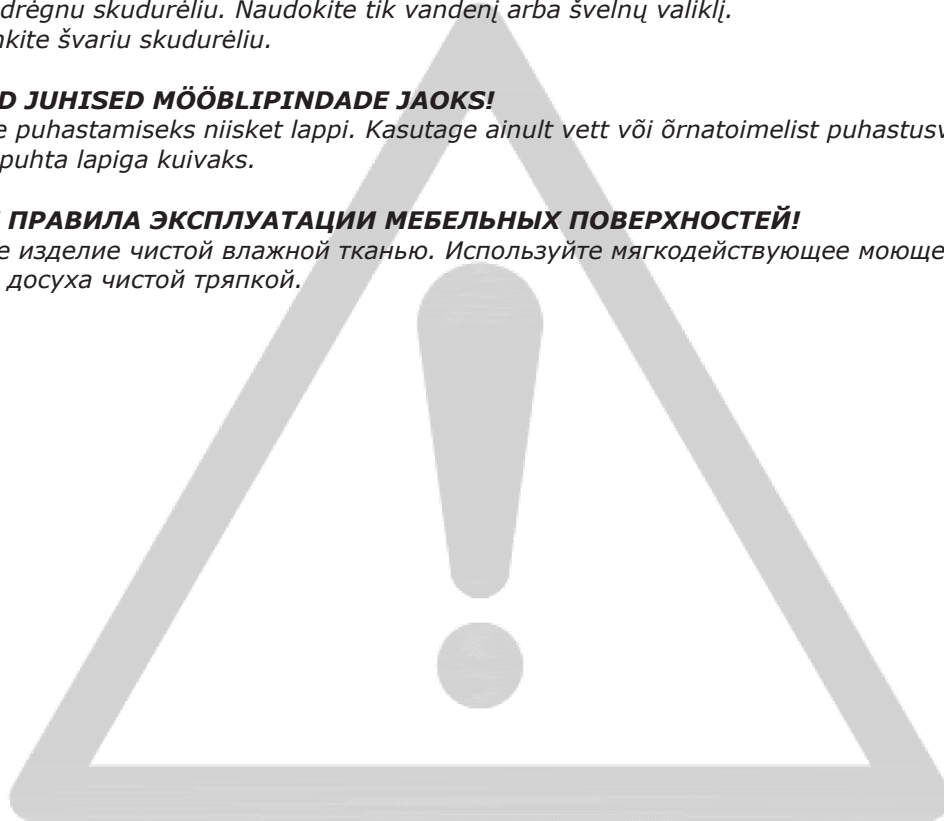 drėgnu skudurėliu. Naudokite tik vandenį arba švelnų valiklį.
kite švariu skudurėliu.
D JUHISED MÖÖBLIPINDADE JAOKS!
e puhastamiseks niisket lappi. Kasutage ainult vett või õrnatoimelist puhastusv
puhta lapiga kuivaks.
ПРАВИЛА ЭКСПЛУАТАЦИИ МЕБЕЛЬНЫХ ПОВЕРХНОСТЕЙ!
е изделие чистой влажной тканью. Используйте мягкодействующее моюще
досуха чистой тряпкой.